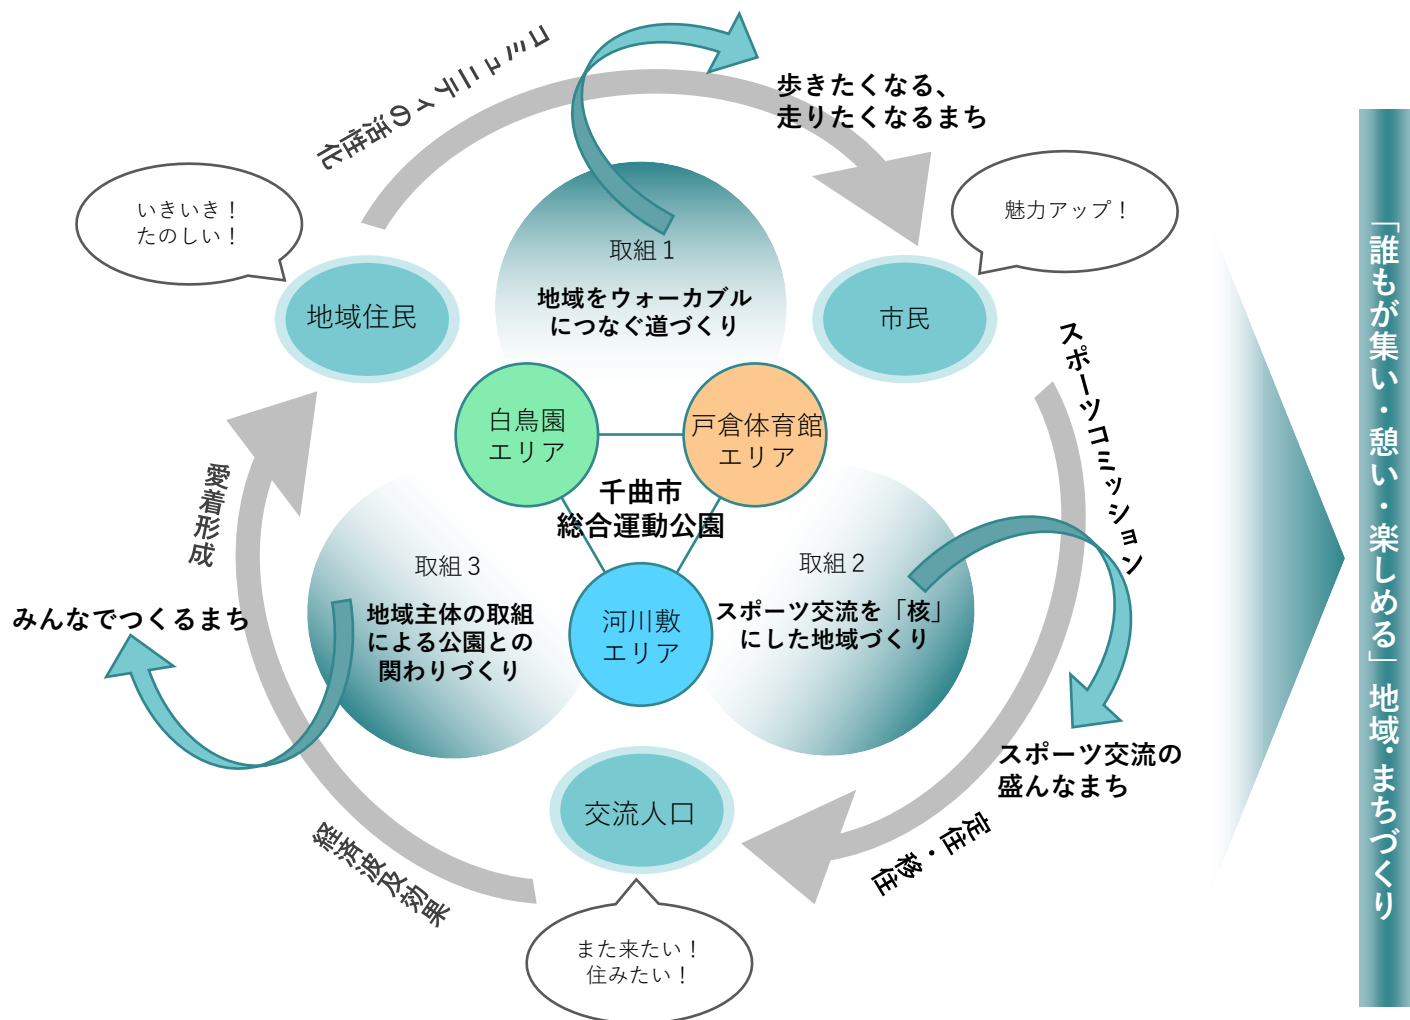 コミュニティの活性化
歩きたくなる、
走りたくなるまち
いきいき！
たのしい！
魅力アップ！
取組１
地域をウォーカブル
につなぐ道づくり
地域住民
市民
スポーツコミッション
白鳥園
エリア
戸倉体育館
エリア
千曲市
総合運動公園
愛着形成
取組３
地域主体の取組
による公園との
関わりづくり
河川敷
エリア
取組２
スポーツ交流を「核」
にした地域づくり
みんなでつくるまち
スポーツ交流の
盛んなまち
交流人口
定住・移住
経済波及効果
また来たい！
住みたい！
「誰もが集い・憩い・楽しめる」地域・まちづくり